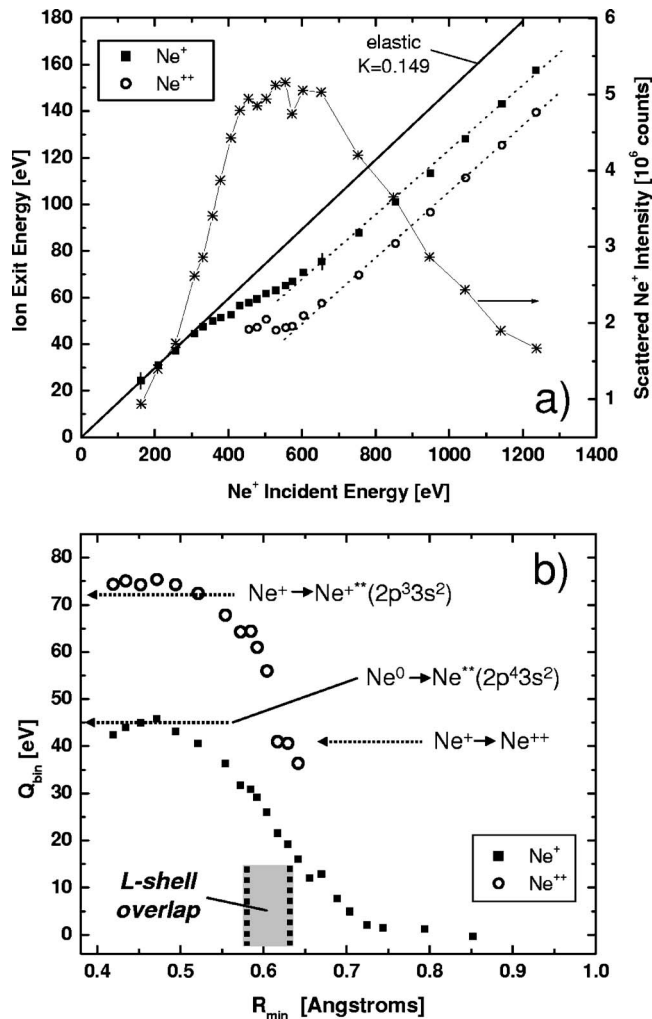 180
160
140
120
100
80
60
40
20
0
Ion Exit Energy [eV]
Ne+
Ne++
elastic
K=0.149
6
5
4
3
2
1
Scattered Ne+ Intensity [10^6 counts]
a)
0 200 400 600 800 1000 1200 1400
Ne+ Incident Energy [eV]
80
70
60
50
40
30
20
10
0
Q_bin [eV]
b)
Ne+→Ne+**(2p³3s²)
Ne⁰→Ne**(2p⁴3s²)
Ne+→Ne++
L-shell
overlap
Ne+
Ne++
0.4 0.5 0.6 0.7 0.8 0.9 1.0
R_min [Angstroms]